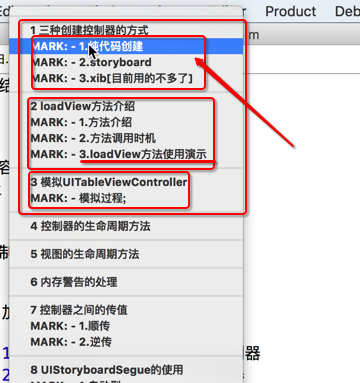 Product
Deb
1 三种创建控制器的方式
m
MARK: - 1.纯代码创建
MARK: - 2.storyboard
MARK: - 3.xib[目前用的不多了]
2 loadView方法介绍
MARK: - 1.方法介绍
MARK: - 2.方法调用时机
MARK: - 3.loadView方法使用演示
3 模拟UITableViewController
MARK: - 模拟过程;
4 控制器的生命周期方法
5 视图的生命周期方法
6 内存警告的处理
7 控制器之间的传值
MARK: - 1.顺传
MARK: - 2.逆传
器
8 UIStoryboardSegue的使用